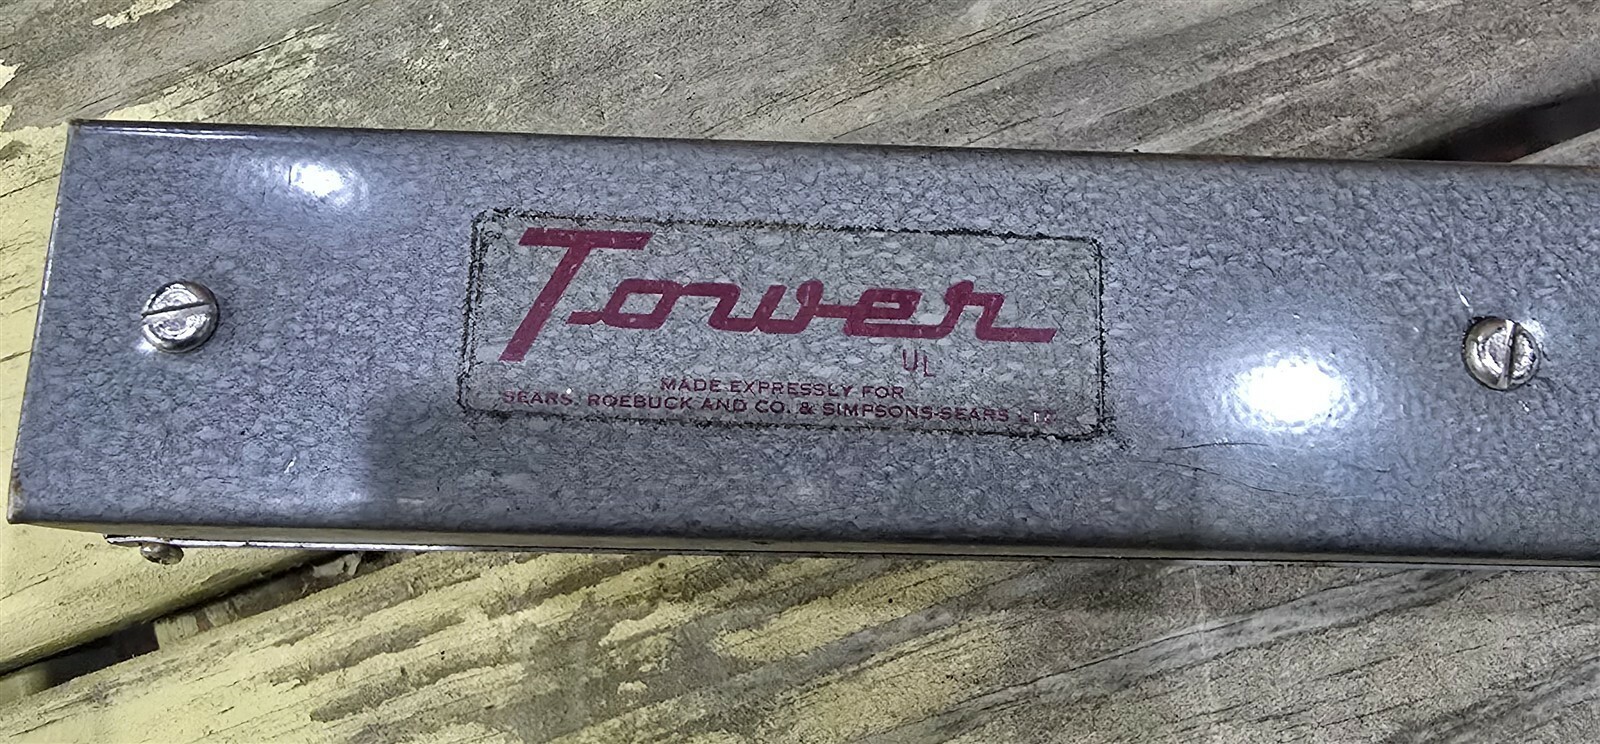 Tower
UL
MADE EXPRESSLY FOR
SEARS, ROEBUCK AND CO. & SIMPSONS-SEARS LTD.